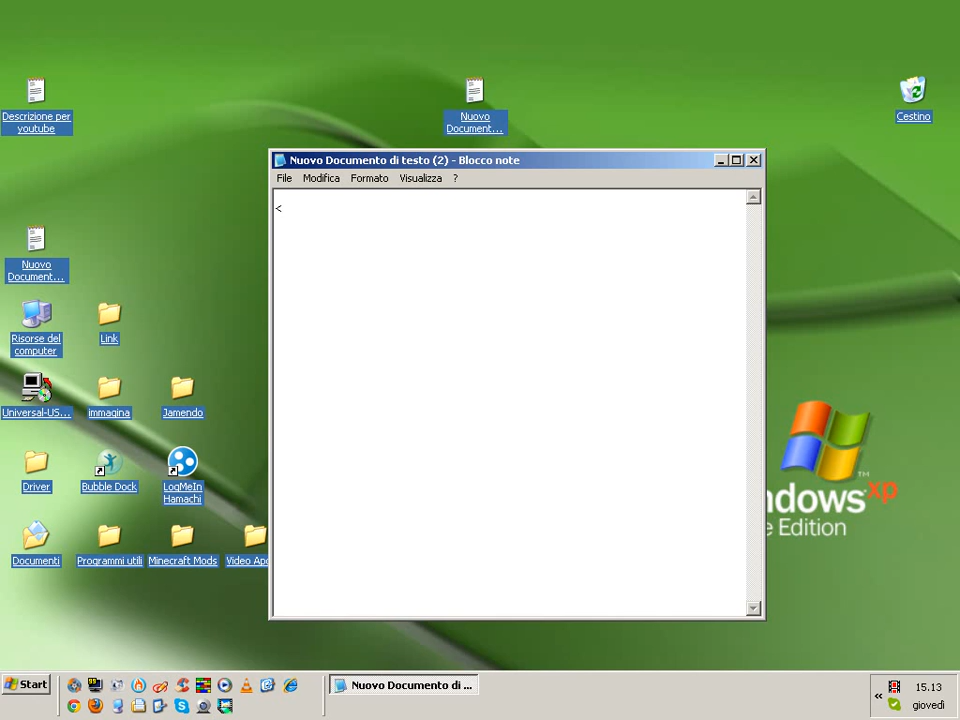 Descrizione per
youtube
Nuovo
Document...
Cestino
Nuovo Documento di testo (2) - Blocco note
File Modifica Formato Visualizza ?
<
Nuovo
Document...
Risorse del
computer
Link
Universal-US...
immagina
Jamendo
Driver
Bubble Dock
LogMeIn
Hamachi
Documenti
Programmi utili
Minecraft Mods
Video
ndows xp
TM
e Edition
Start
Nuovo Documento di ...
15.13
giovedì